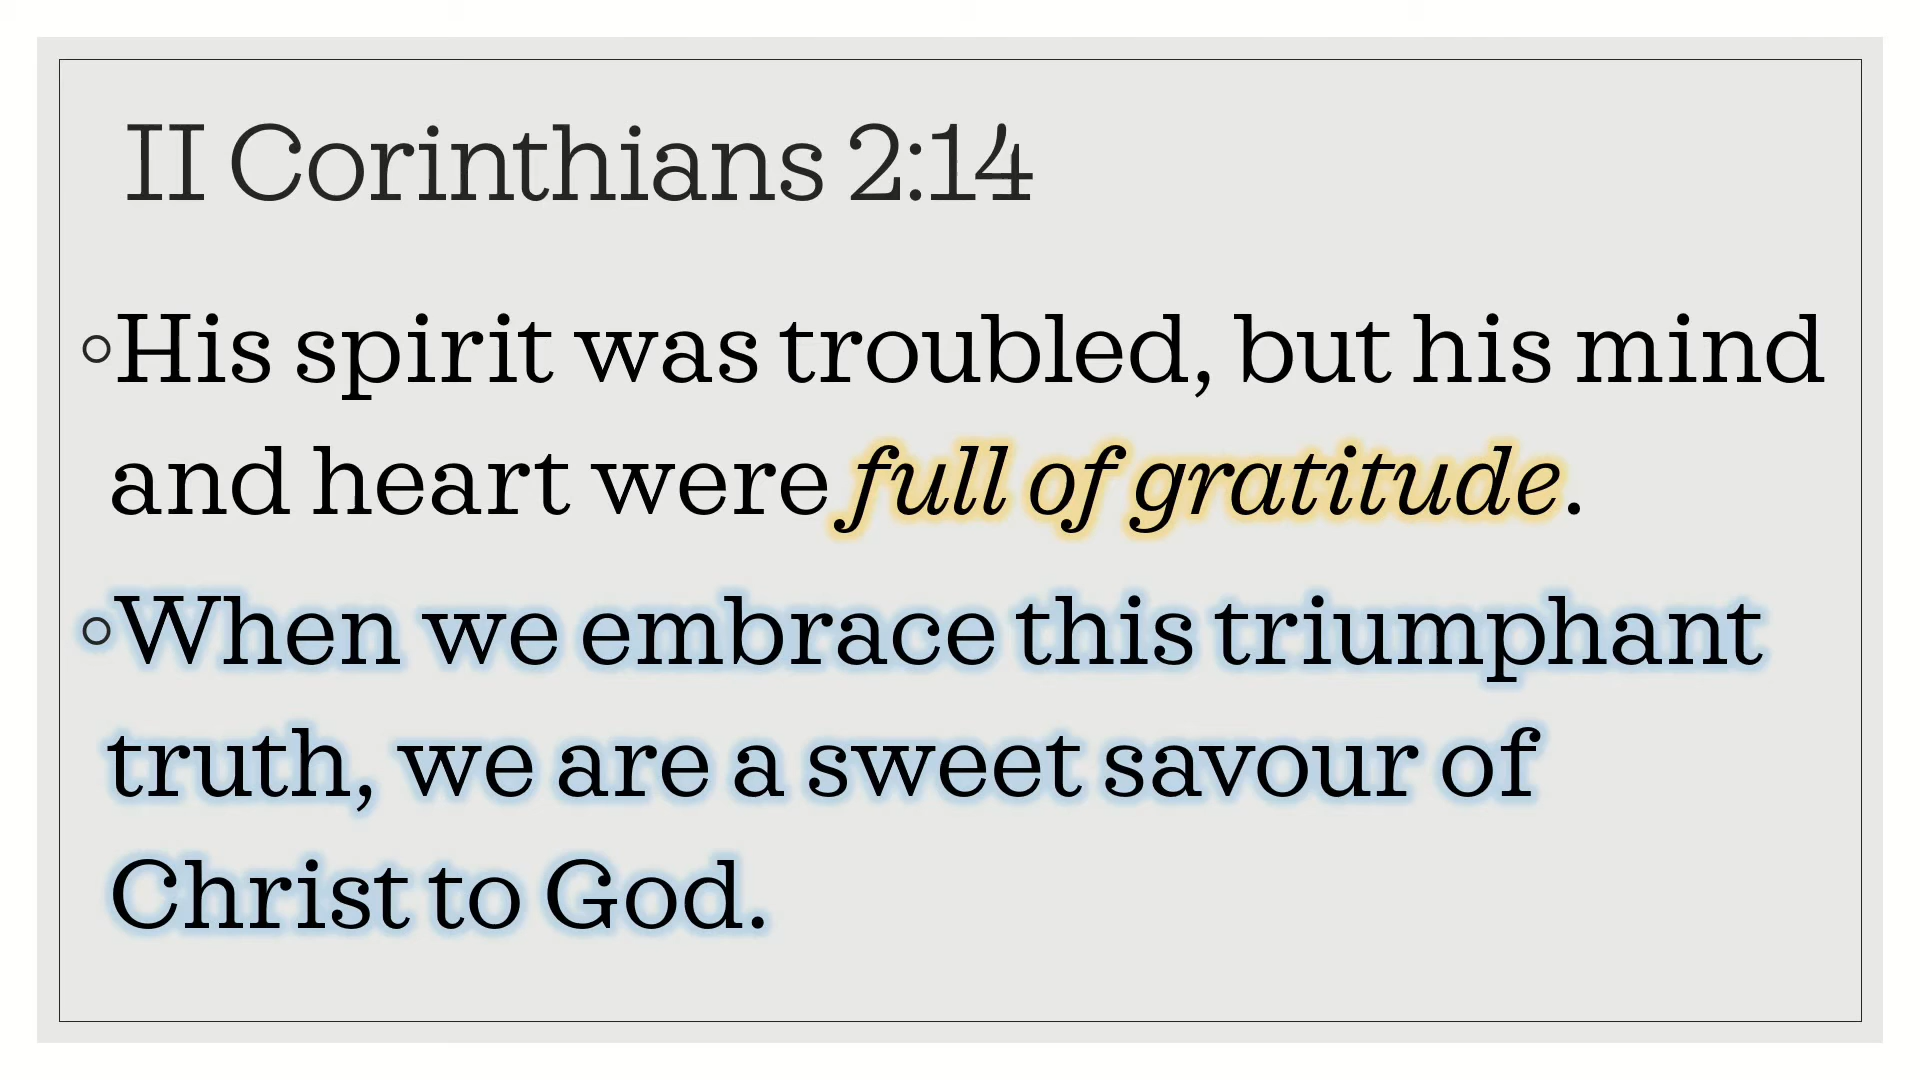 II Corinthians 2:14
◦His spirit was troubled, but his mind
and heart were full of gratitude.
◦When we embrace this triumphant
truth, we are a sweet savour of
Christ to God.